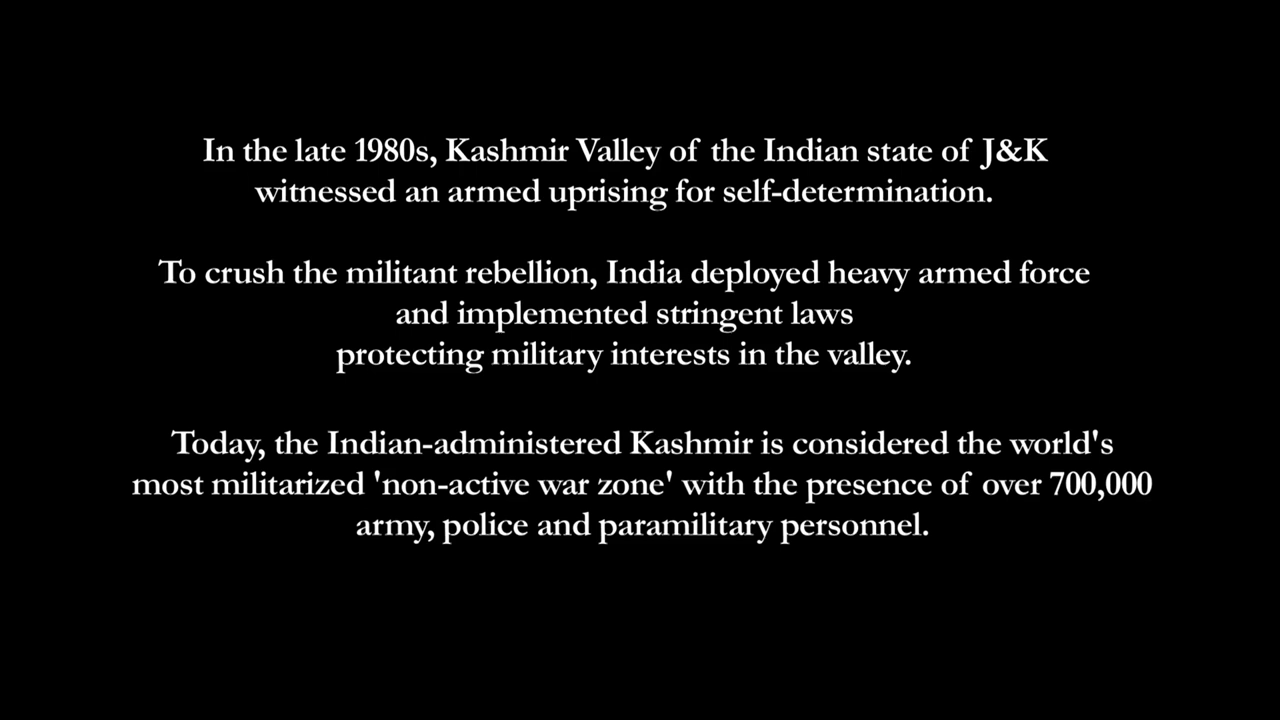 In the late 1980s, Kashmir Valley of the Indian state of J&K
witnessed an armed uprising for self-determination.
To crush the militant rebellion, India deployed heavy armed force
and implemented stringent laws
protecting military interests in the valley.
Today, the Indian-administered Kashmir is considered the world's
most militarized 'non-active war zone' with the presence of over 700,000
army, police and paramilitary personnel.